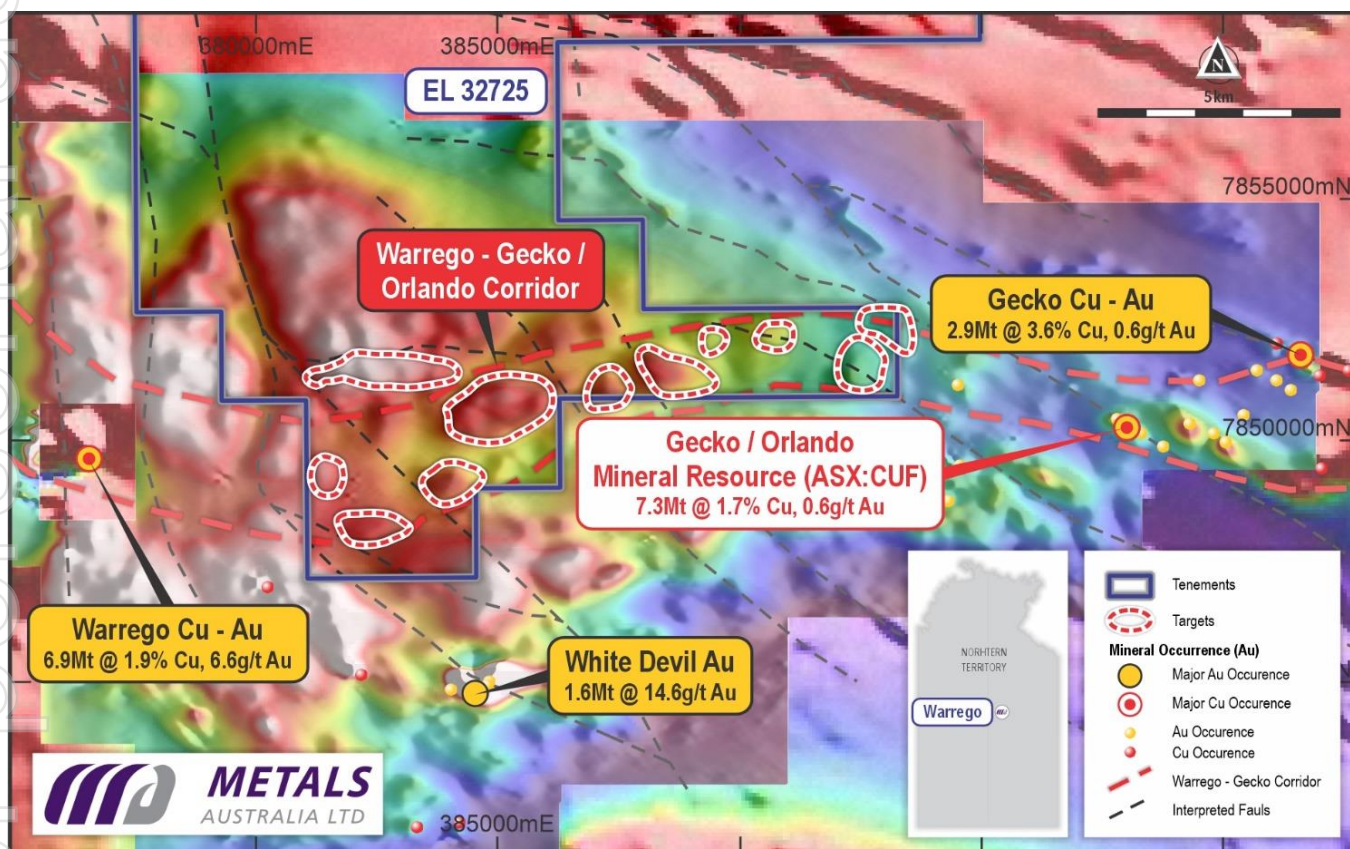 380000mE
385000mE
EL 32725
N
5km
7855000mN
Warrego - Gecko /
Orlando Corridor
Gecko Cu - Au
2.9Mt @ 3.6% Cu, 0.6g/t Au
7850000mN
Gecko / Orlando
Mineral Resource (ASX:CUF)
7.3Mt @ 1.7% Cu, 0.6g/t Au
Warrego Cu - Au
6.9Mt @ 1.9% Cu, 6.6g/t Au
White Devil Au
1.6Mt @ 14.6g/t Au
NORHTERN
TERRITORY
Warrego
Tenements
Targets
Mineral Occurrence (Au)
Major Au Occurence
Major Cu Occurence
Au Occurence
Cu Occurence
Warrego - Gecko Corridor
Interpreted Fauls
METALS
AUSTRALIA LTD
385000mE